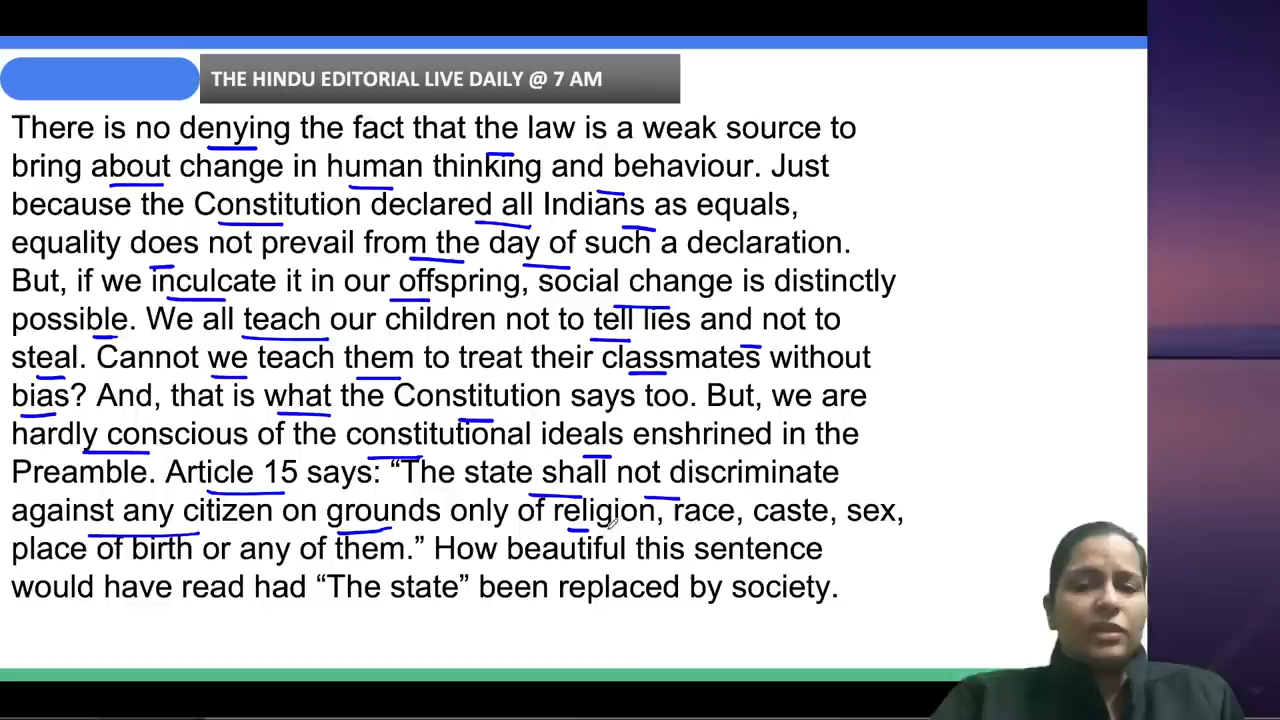 THE HINDU EDITORIAL LIVE DAILY @ 7 AM
There is no denying the fact that the law is a weak source to
bring about change in human thinking and behaviour. Just
because the Constitution declared all Indians as equals,
equality does not prevail from the day of such a declaration.
But, if we inculcate it in our offspring, social change is distinctly
possible. We all teach our children not to tell lies and not to
steal. Cannot we teach them to treat their classmates without
bias? And, that is what the Constitution says too. But, we are
hardly conscious of the constitutional ideals enshrined in the
Preamble. Article 15 says: “The state shall not discriminate
against any citizen on grounds only of religion, race, caste, sex,
place of birth or any of them.” How beautiful this sentence
would have read had “The state” been replaced by society.